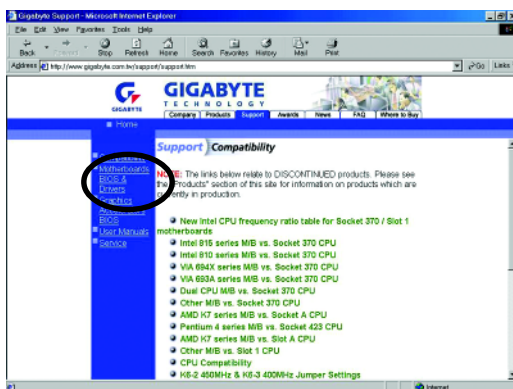 Gigabyte Support - Microsoft Internet Explorer
File Edit View Favorites Tools Help
Back Stop Refresh Home Search Favorites History Mail Print
Address http://www.gigabyte.com.tw/support/support.htm Go Links
GIGABYTE
GIGABYTE
TECHNOLOGY
Company Products Support Awards News FAQ Where to Buy
Home
Support Compatibility
Motherboards
BIOS &
Drivers
Graphics
BIOS
User Manuals
Service
The links below relate to DISCONTINUED products. Please see
the "Products" section of this site for information on products which are
currently in production.
New Intel CPU frequency ratio table for Socket 370 / Slot 1
motherboards
Intel 815 series M/B vs. Socket 370 CPU
Intel 810 series M/B vs. Socket 370 CPU
VIA 694X series M/B vs. Socket 370 CPU
VIA 693A series M/B vs. Socket 370 CPU
Dual CPU M/B vs. Socket 370 CPU
Other M/B vs. Socket 370 CPU
AMD K7 series M/B vs. Socket A CPU
Pentium 4 series M/B vs. Socket 423 CPU
AMD K7 series M/B vs. Slot A CPU
Other M/B vs. Slot 1 CPU
CPU Compatibility
K6-2 450MHz & K6-3 400MHz Jumper Settings
Internet